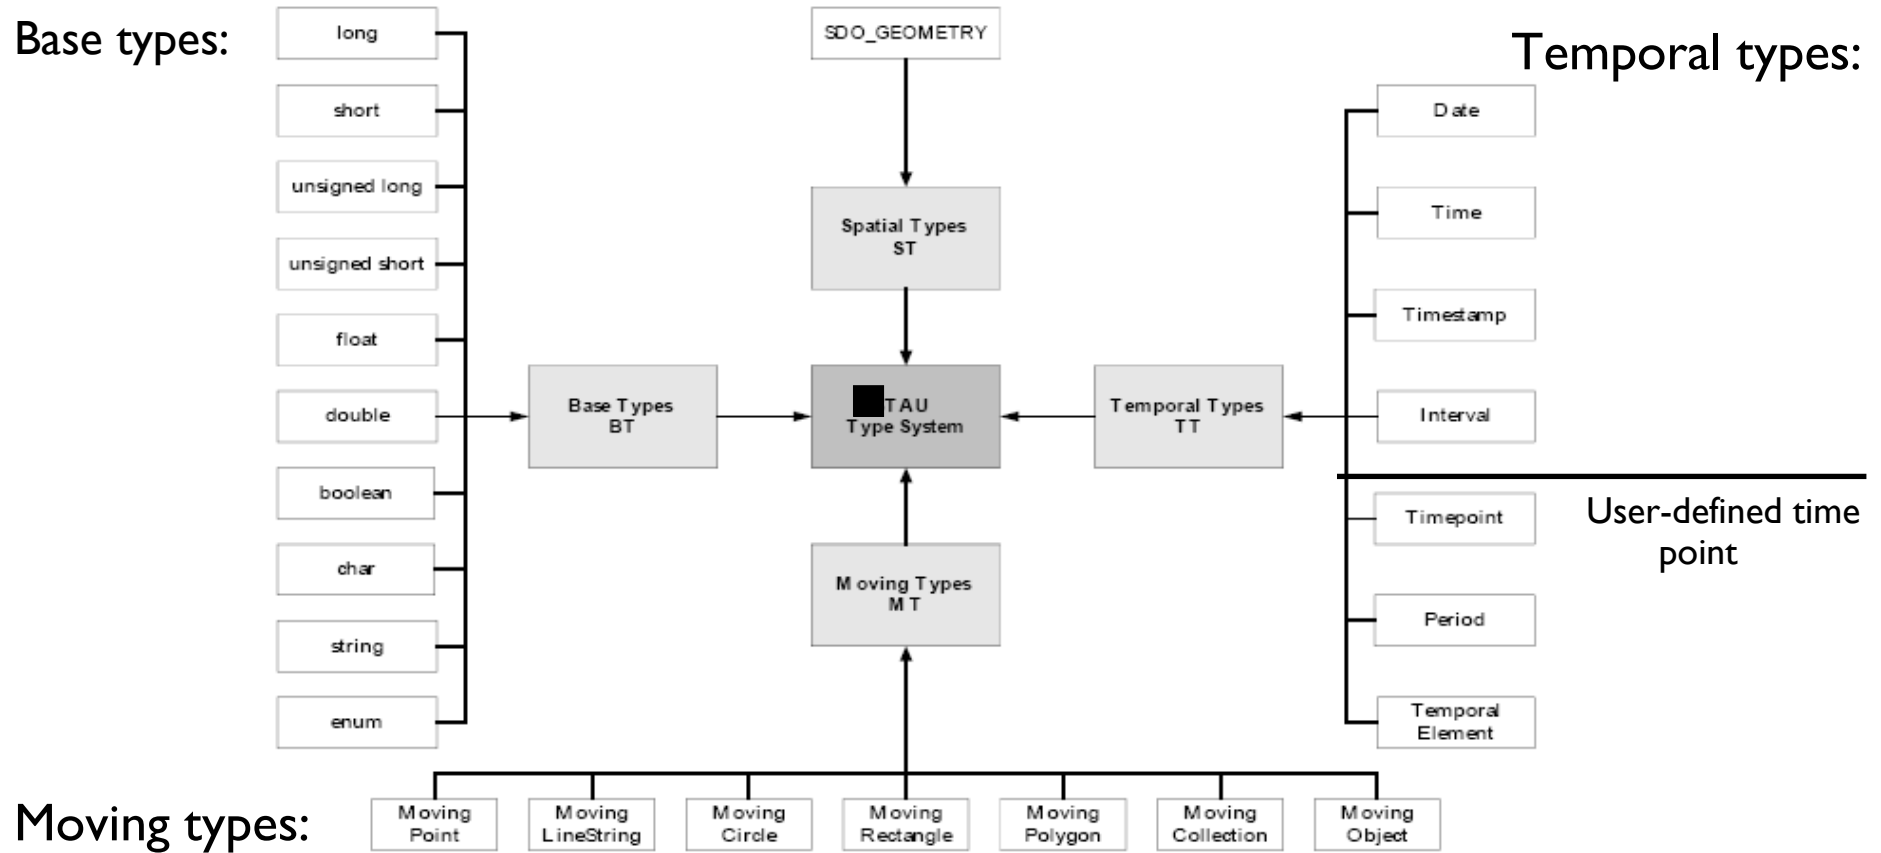 Base types:
long
short
unsigned long
unsigned short
float
double
boolean
char
string
enum
SDO_GEOMETRY
Spatial Types
ST
Base Types
BT
TAU
Type System
Temporal Types
TT
Moving Types
MT
Temporal types:
Date
Time
Timestamp
Interval
Timepoint
Period
Temporal
Element
User-defined time
point
Moving types:
Moving
Point
Moving
LineString
Moving
Circle
Moving
Rectangle
Moving
Polygon
Moving
Collection
Moving
Object